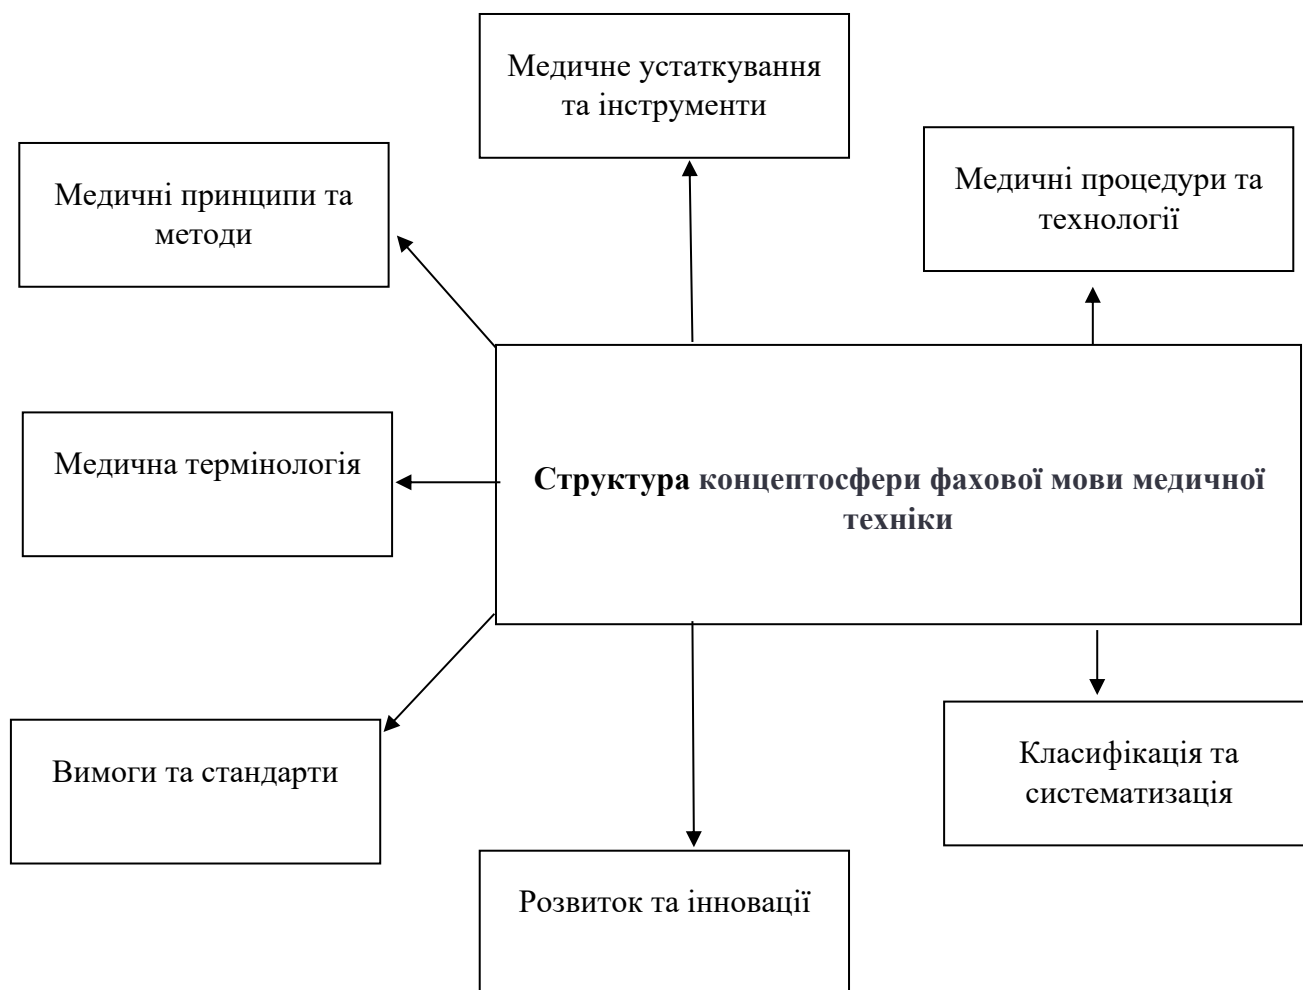 Медичне устаткування
та інструменти
Медичні процедури та
технології
Медичні принципи та
методи
Медична термінологія
Структура концептосфери фахової мови медичної
техніки
Вимоги та стандарти
Класифікація та
систематизація
Розвиток та інновації